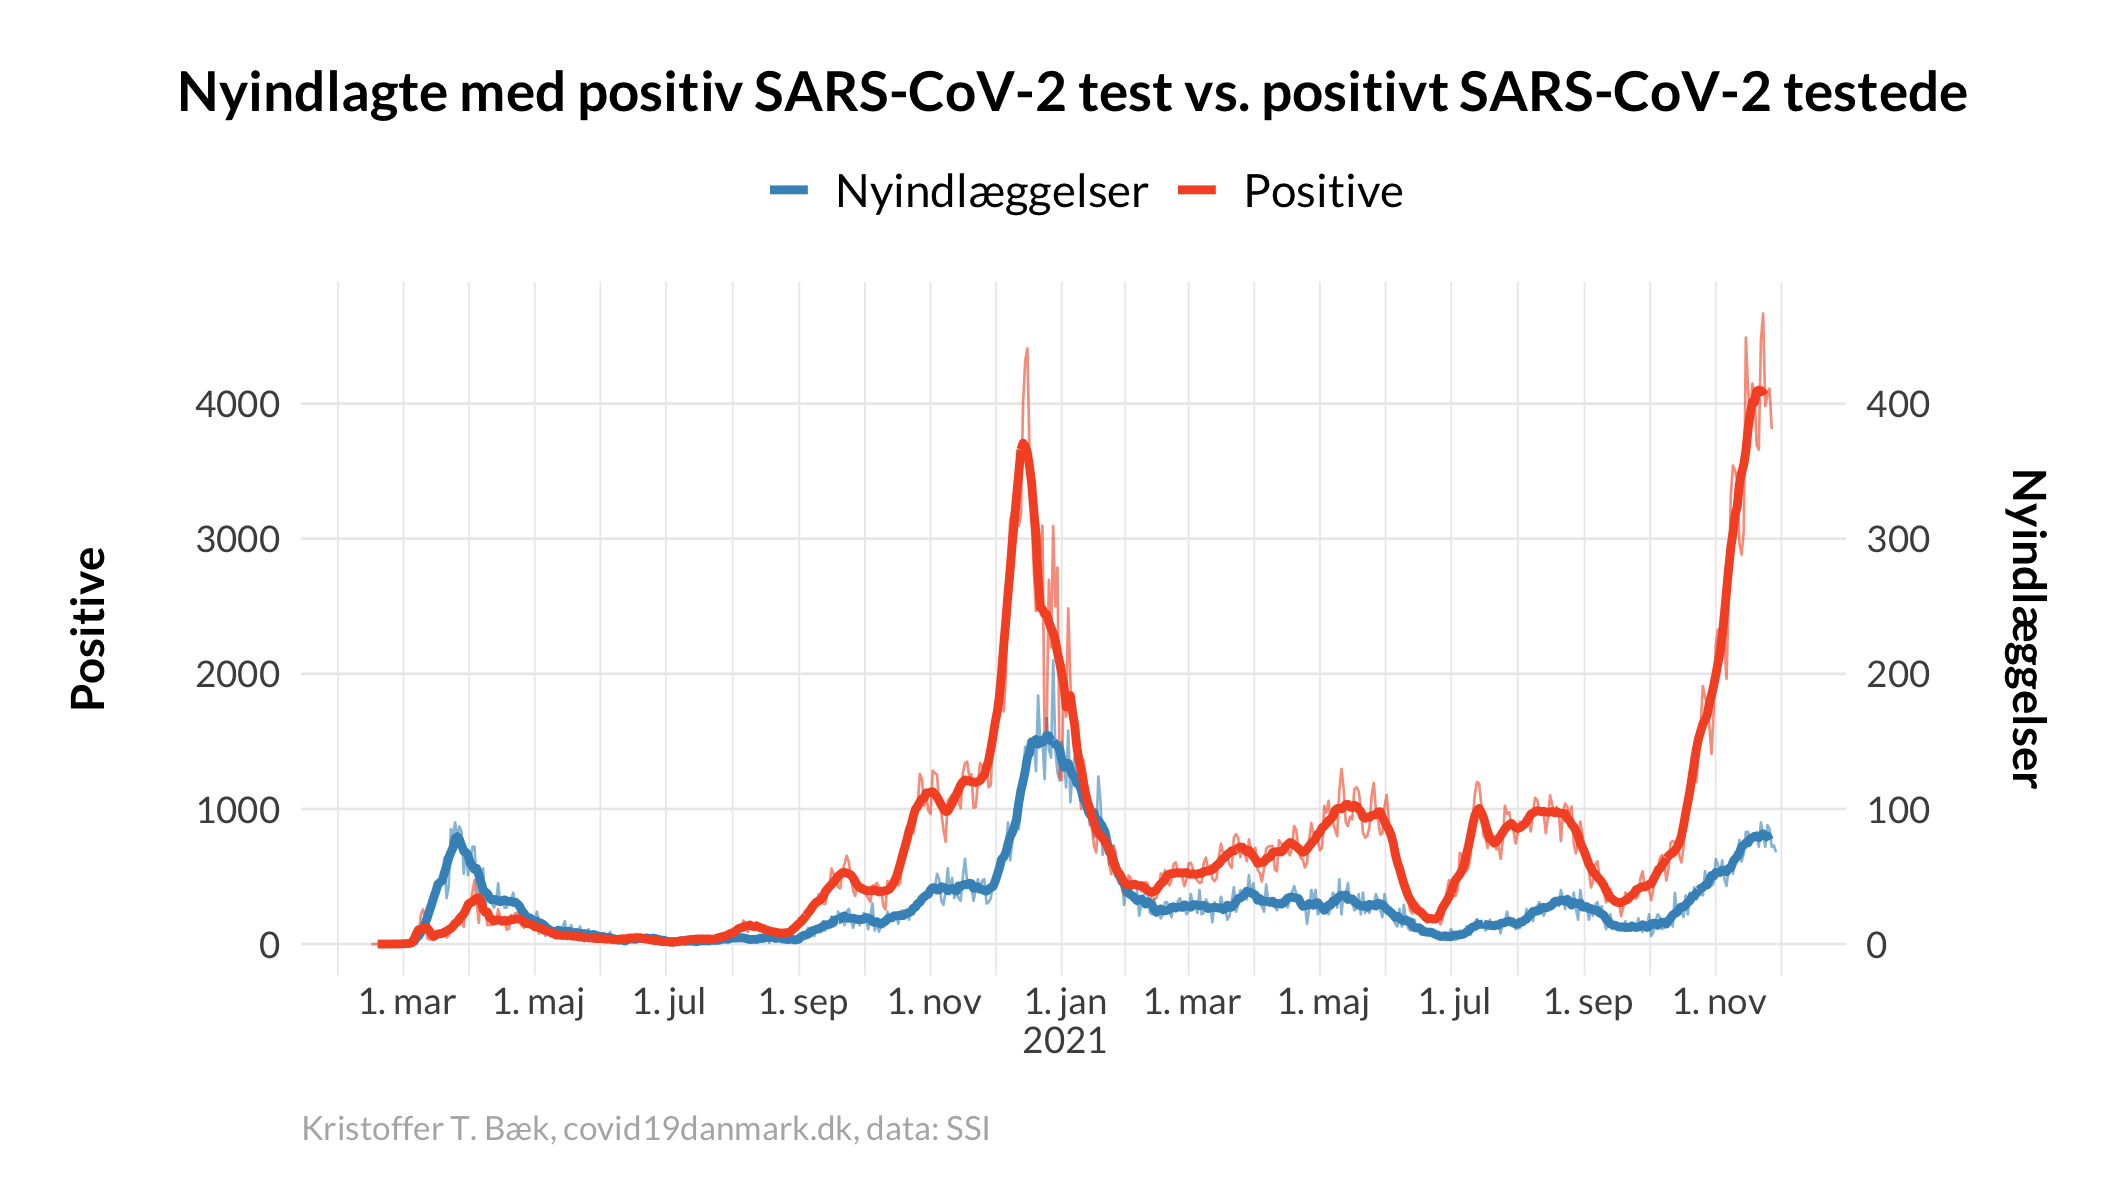 Nyindlagte med positiv SARS-CoV-2 test vs. positivt SARS-CoV-2 testede
Nyindlæggelser Positive
Positive
4000
3000
2000
1000
0
400
300
200
100
0
Nyindlæggelser
1. mar 1. maj 1. jul 1. sep 1. nov 1. jan 1. mar 1. maj 1. jul 1. sep 1. nov
2021
Kristoffer T. Bæk, covid19danmark.dk, data: SSI